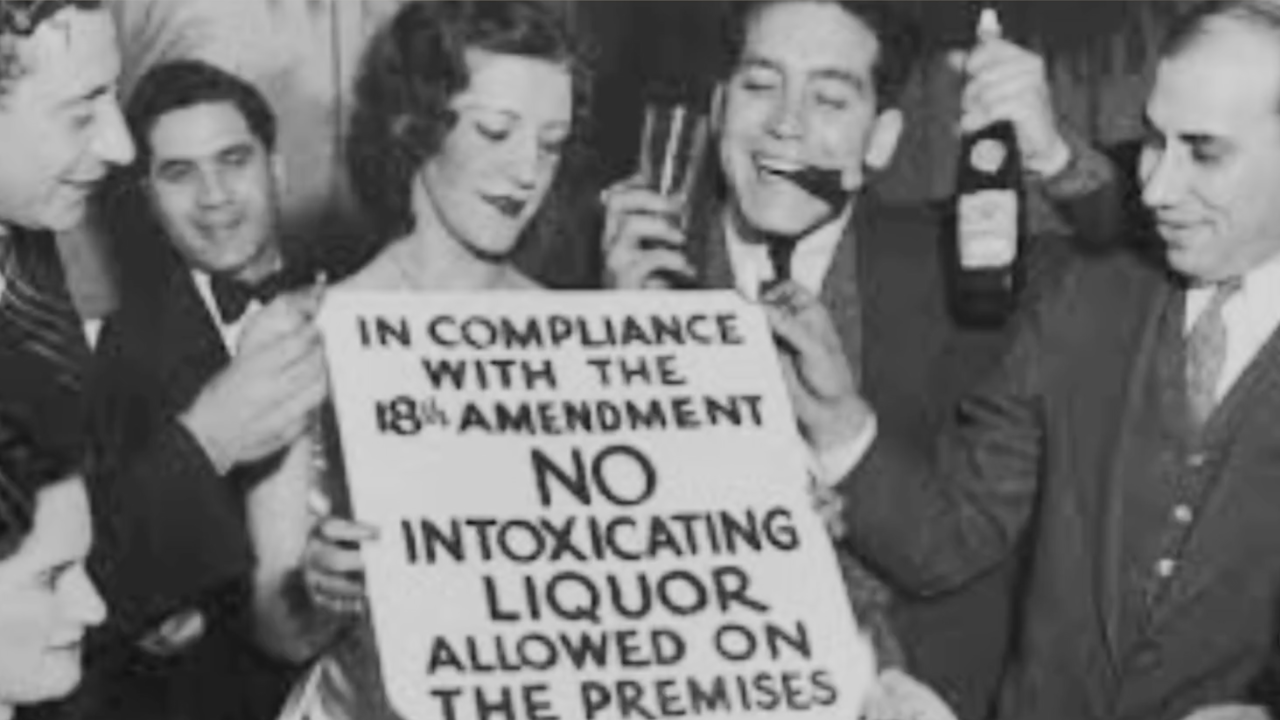 IN COMPLIANCE
WITH THE
18th AMENDMENT
NO
INTOXICATING
LIQUOR
ALLOWED ON
THE PREMISES